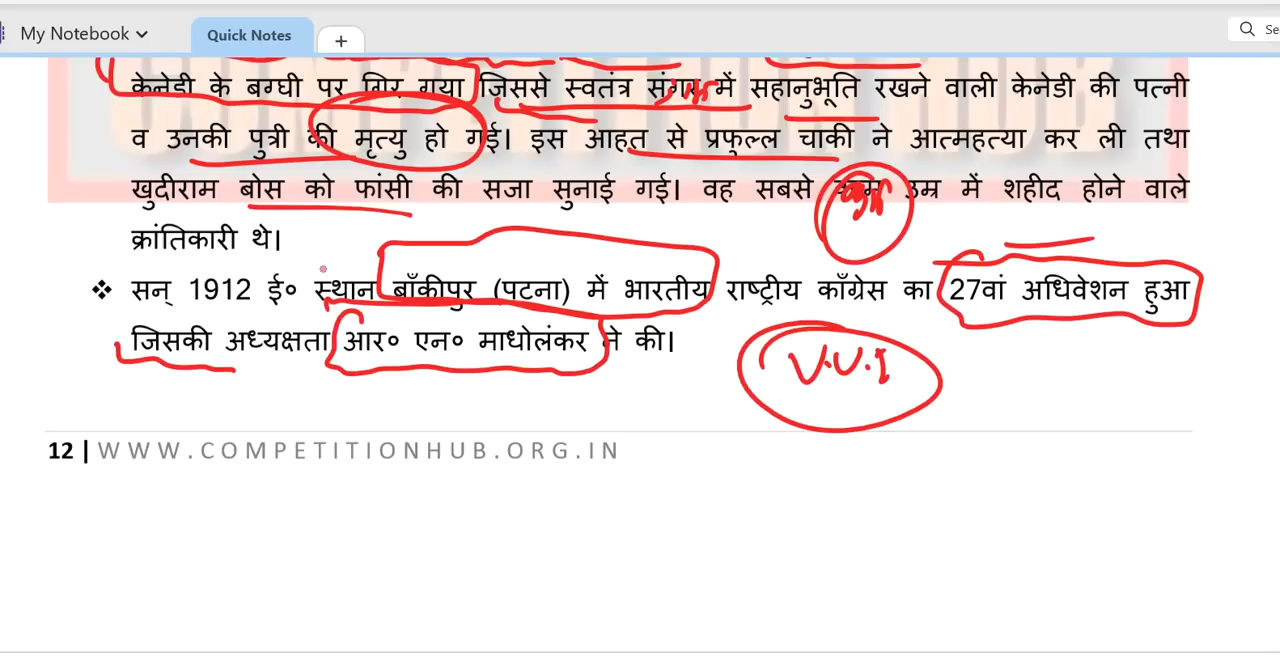 My Notebook
Quick Notes
+
Se
केनेडी के बग्घी पर गिर गया जिससे स्वतंत्र में सहानुभूति रखने वाली केनेडी की पत्नी
व उनकी पुत्री की मृत्यु हो गई। इस आहत से प्रफुल्ल चाकी ने आत्महत्या कर ली तथा
खुदीराम बोस को फांसी की सजा सुनाई गई। वह सबसे उम्र में शहीद होने वाले
क्रांतिकारी थे।
❖ सन् 1912 ई० स्थान बाँकीपुर (पटना) में भारतीय राष्ट्रीय काँग्रेस का 27वां अधिवेशन हुआ
जिसकी अध्यक्षता आर० एन० माधोलंकर ने की।
V.V.I
12 | WWW.COMPETITIONHUB.ORG.IN